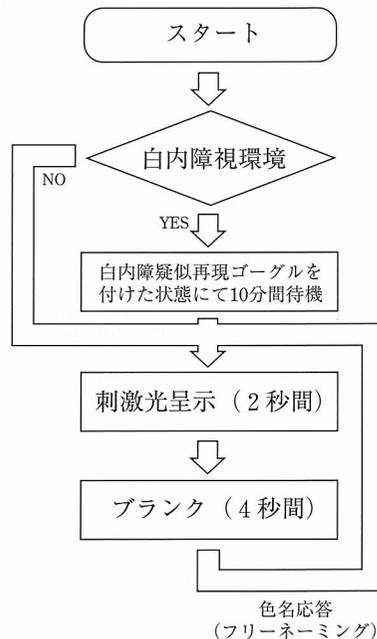 スタート
白内障視環境
NO
YES
白内障疑似再現ゴーグルを
付けた状態にて10分間待機
刺激光呈示（2秒間）
ブランク（4秒間）
色名応答
（フリーネーミング）